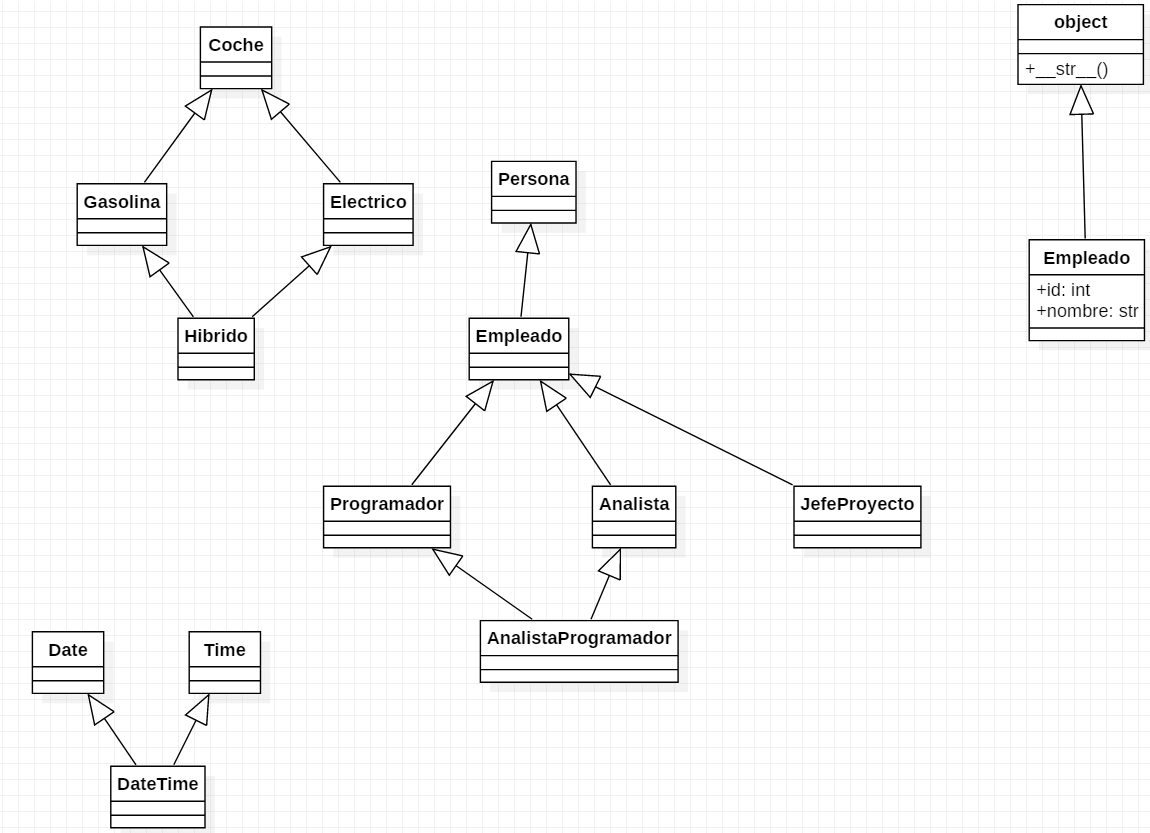 Coche
Gasolina
Electrico
Hibrido
Persona
Empleado
Programador
Analista
JefeProyecto
AnalistaProgramador
Date
Time
DateTime
object
+__str__()
Empleado
+id: int
+nombre: str